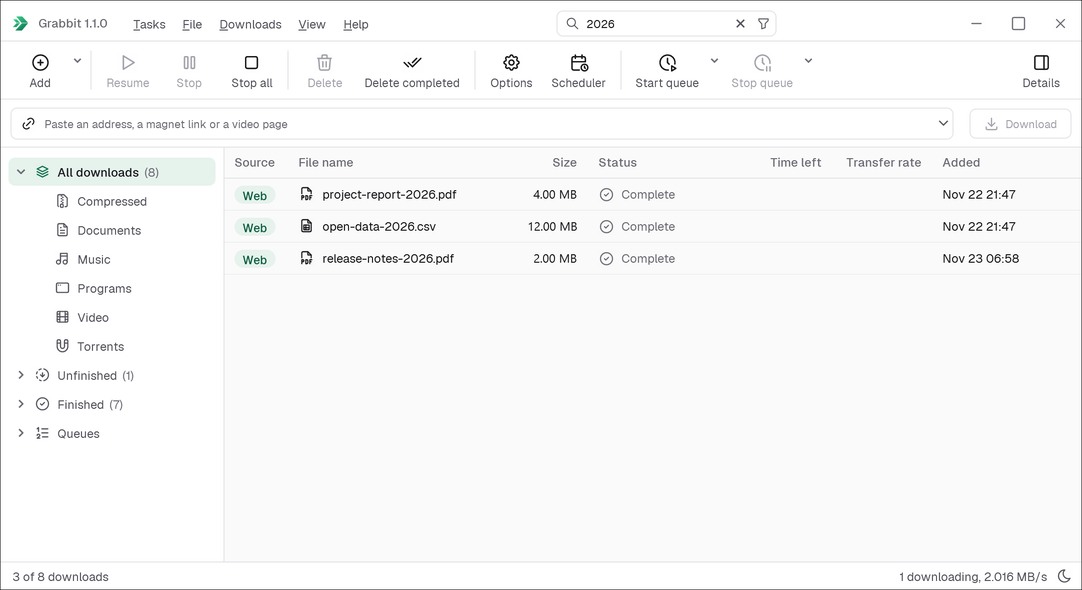 Grabbit 1.1.0 Tasks File Downloads View Help 2026
Add Resume Stop Stop all Delete Delete completed Options Scheduler Start queue Stop queue Details
Paste an address, a magnet link or a video page Download
All downloads (8)
Compressed
Documents
Music
Programs
Video
Torrents
Unfinished (1)
Finished (7)
Queues
Source File name Size Status Time left Transfer rate Added
Web project-report-2026.pdf 4.00 MB Complete Nov 22 21:47
Web open-data-2026.csv 12.00 MB Complete Nov 22 21:47
Web release-notes-2026.pdf 2.00 MB Complete Nov 23 06:58
3 of 8 downloads 1 downloading, 2.016 MB/s